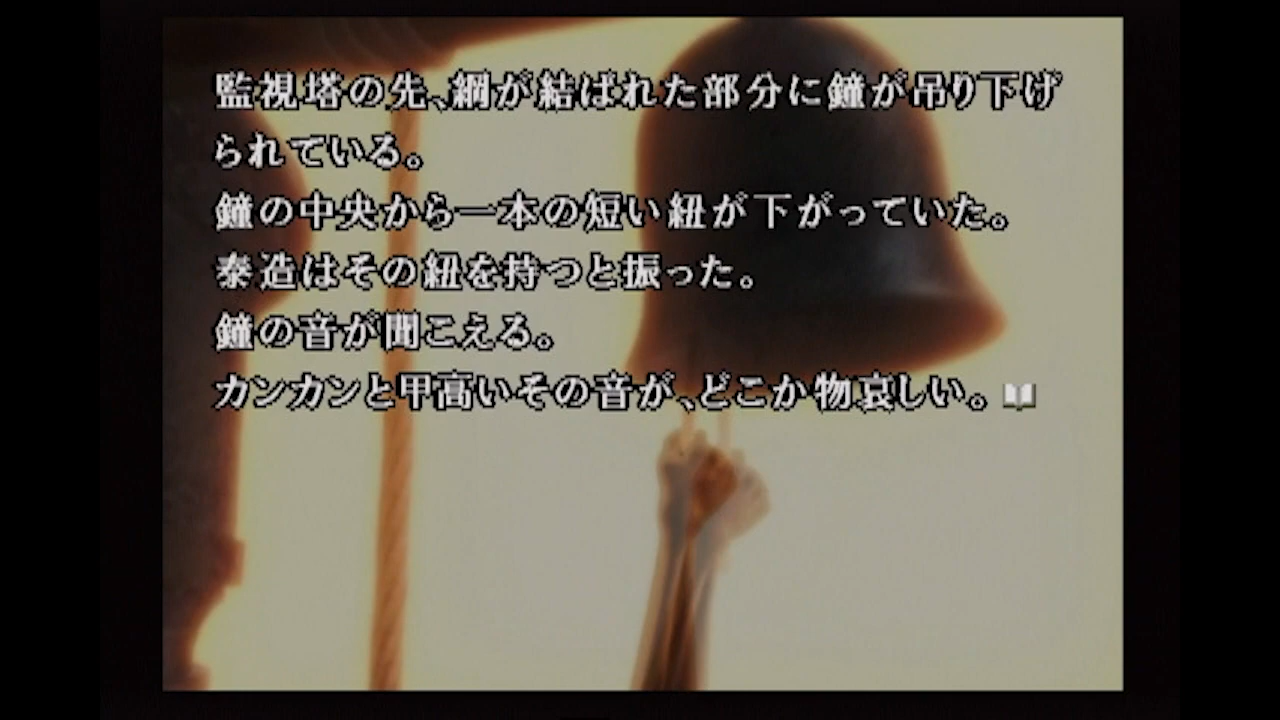 監視塔の先、綱が結ばれた部分に鐘が吊り下げ
られている。
鐘の中央から一本の短い紐が下がっていた。
泰造はその紐を持つと振った。
鐘の音が聞こえる。
カンカンと甲高いその音が、どこか物哀しい。